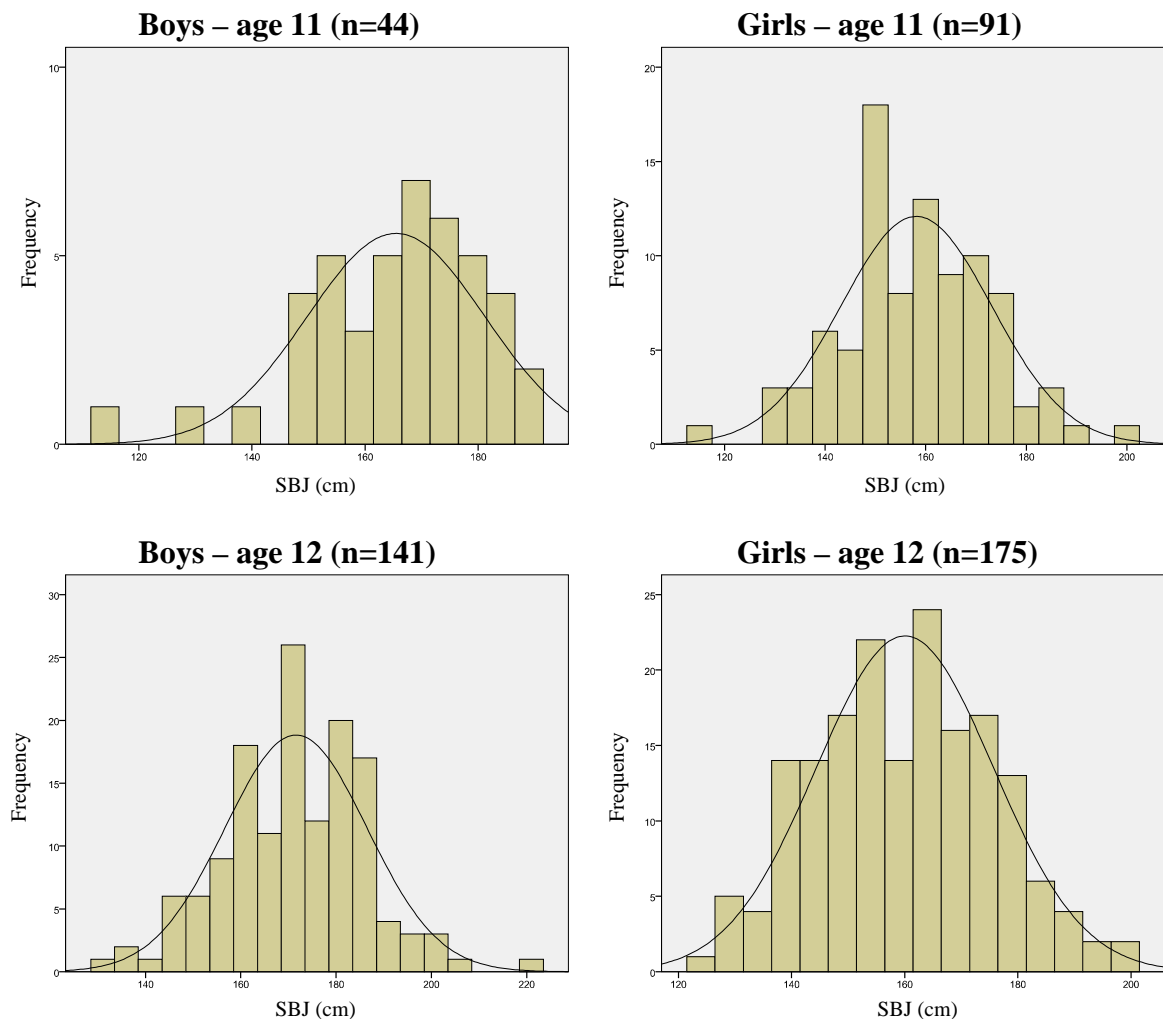 Boys – age 11 (n=44)
Girls – age 11 (n=91)
10
5
0
Frequency
120 140 160 180
SBJ (cm)
20
15
10
5
0
Frequency
120 140 160 180 200
SBJ (cm)
Boys – age 12 (n=141)
Girls – age 12 (n=175)
30
25
20
15
10
5
0
Frequency
140 160 180 200 220
SBJ (cm)
25
20
15
10
5
0
Frequency
120 140 160 180 200
SBJ (cm)